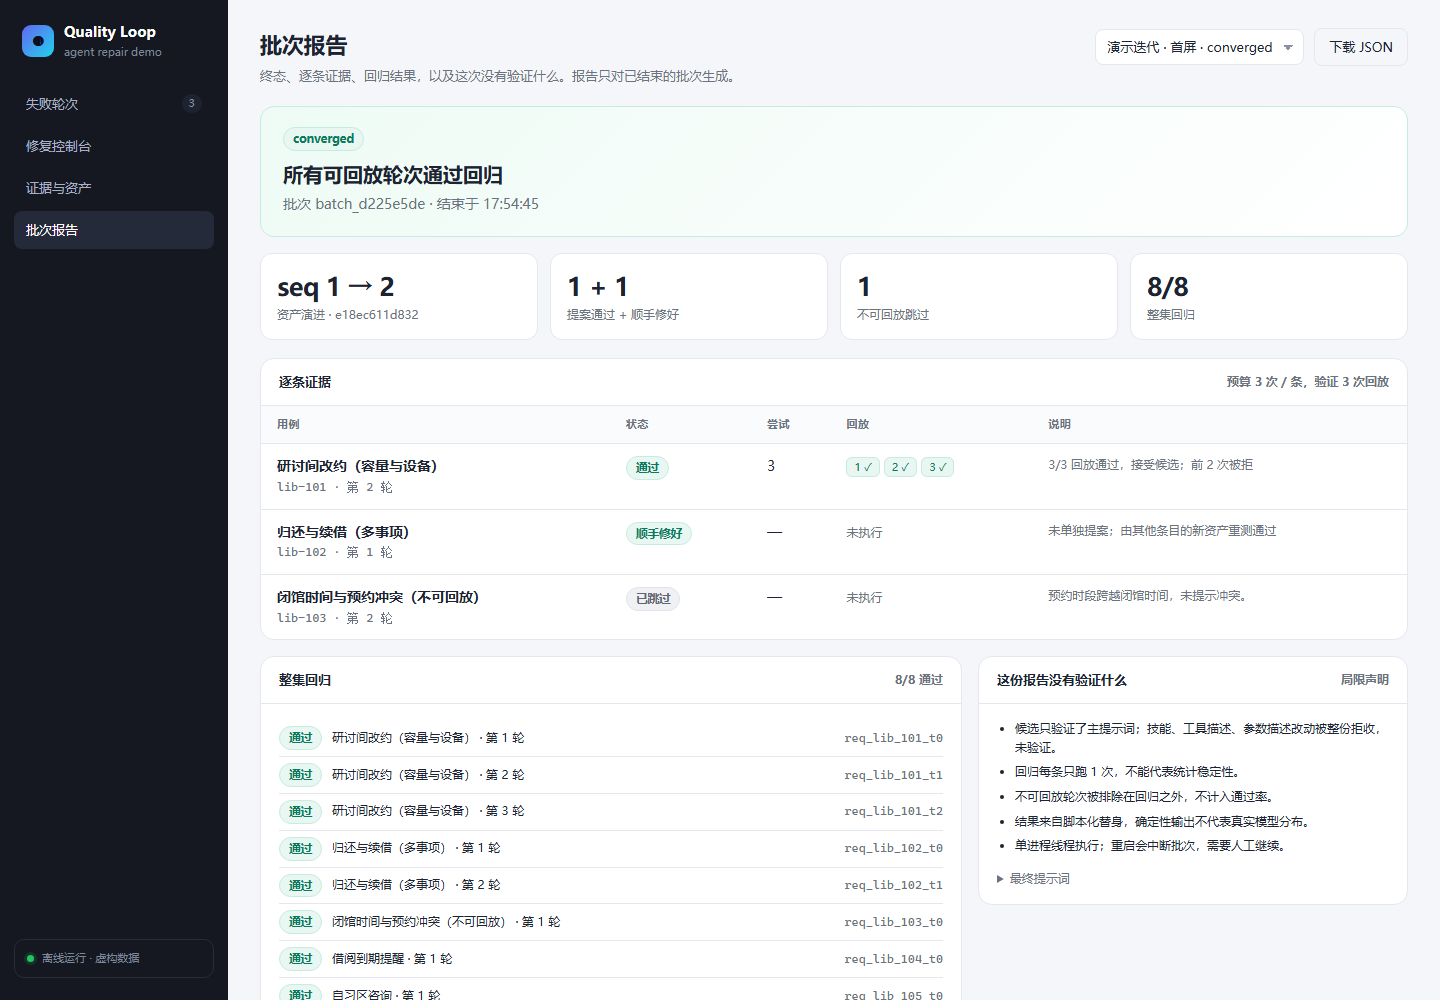 Quality Loop
agent repair demo
失败轮次 3
修复控制台
证据与资产
批次报告
离线运行 · 虚构数据
批次报告
终态、逐条证据、回归结果，以及这次没有验证什么。报告只对已结束的批次生成。
演示迭代 · 首屏 · converged
下载 JSON
converged
所有可回放轮次通过回归
批次 batch_d225e5de · 结束于 17:54:45
seq 1 → 2
资产演进 · e18ec611d832
1 + 1
提案通过 + 顺手修好
1
不可回放跳过
8/8
整集回归
逐条证据 预算 3 次 / 条，验证 3 次回放
用例 状态 尝试 回放 说明
研讨间改约（容量与设备） 通过 3 1 ✓ 2 ✓ 3 ✓ 3/3 回放通过，接受候选；前 2 次被拒
lib-101 · 第 2 轮
归还与续借（多事项） 顺手修好 — 未执行 未单独提案；由其他条目的新资产重测通过
lib-102 · 第 1 轮
闭馆时间与预约冲突（不可回放） 已跳过 — 未执行 预约时段跨越闭馆时间，未提示冲突。
lib-103 · 第 2 轮
整集回归 8/8 通过
通过 研讨间改约（容量与设备） · 第 1 轮 req_lib_101_t0
通过 研讨间改约（容量与设备） · 第 2 轮 req_lib_101_t1
通过 研讨间改约（容量与设备） · 第 3 轮 req_lib_101_t2
通过 归还与续借（多事项） · 第 1 轮 req_lib_102_t0
通过 归还与续借（多事项） · 第 2 轮 req_lib_102_t1
通过 闭馆时间与预约冲突（不可回放） · 第 1 轮 req_lib_103_t0
通过 借阅到期提醒 · 第 1 轮 req_lib_104_t0
通过 自习区咨询 · 第 1 轮 req_lib_105_t0
这份报告没有验证什么 局限声明
• 候选只验证了主提示词；技能、工具描述、参数描述改动被整份拒收，
未验证。
• 回归每条只跑 1 次，不能代表统计稳定性。
• 不可回放轮次被排除在回归之外，不计入通过率。
• 结果来自脚本化替身，确定性输出不代表真实模型分布。
• 单进程线程执行；重启会中断批次，需要人工继续。
▶ 最终提示词